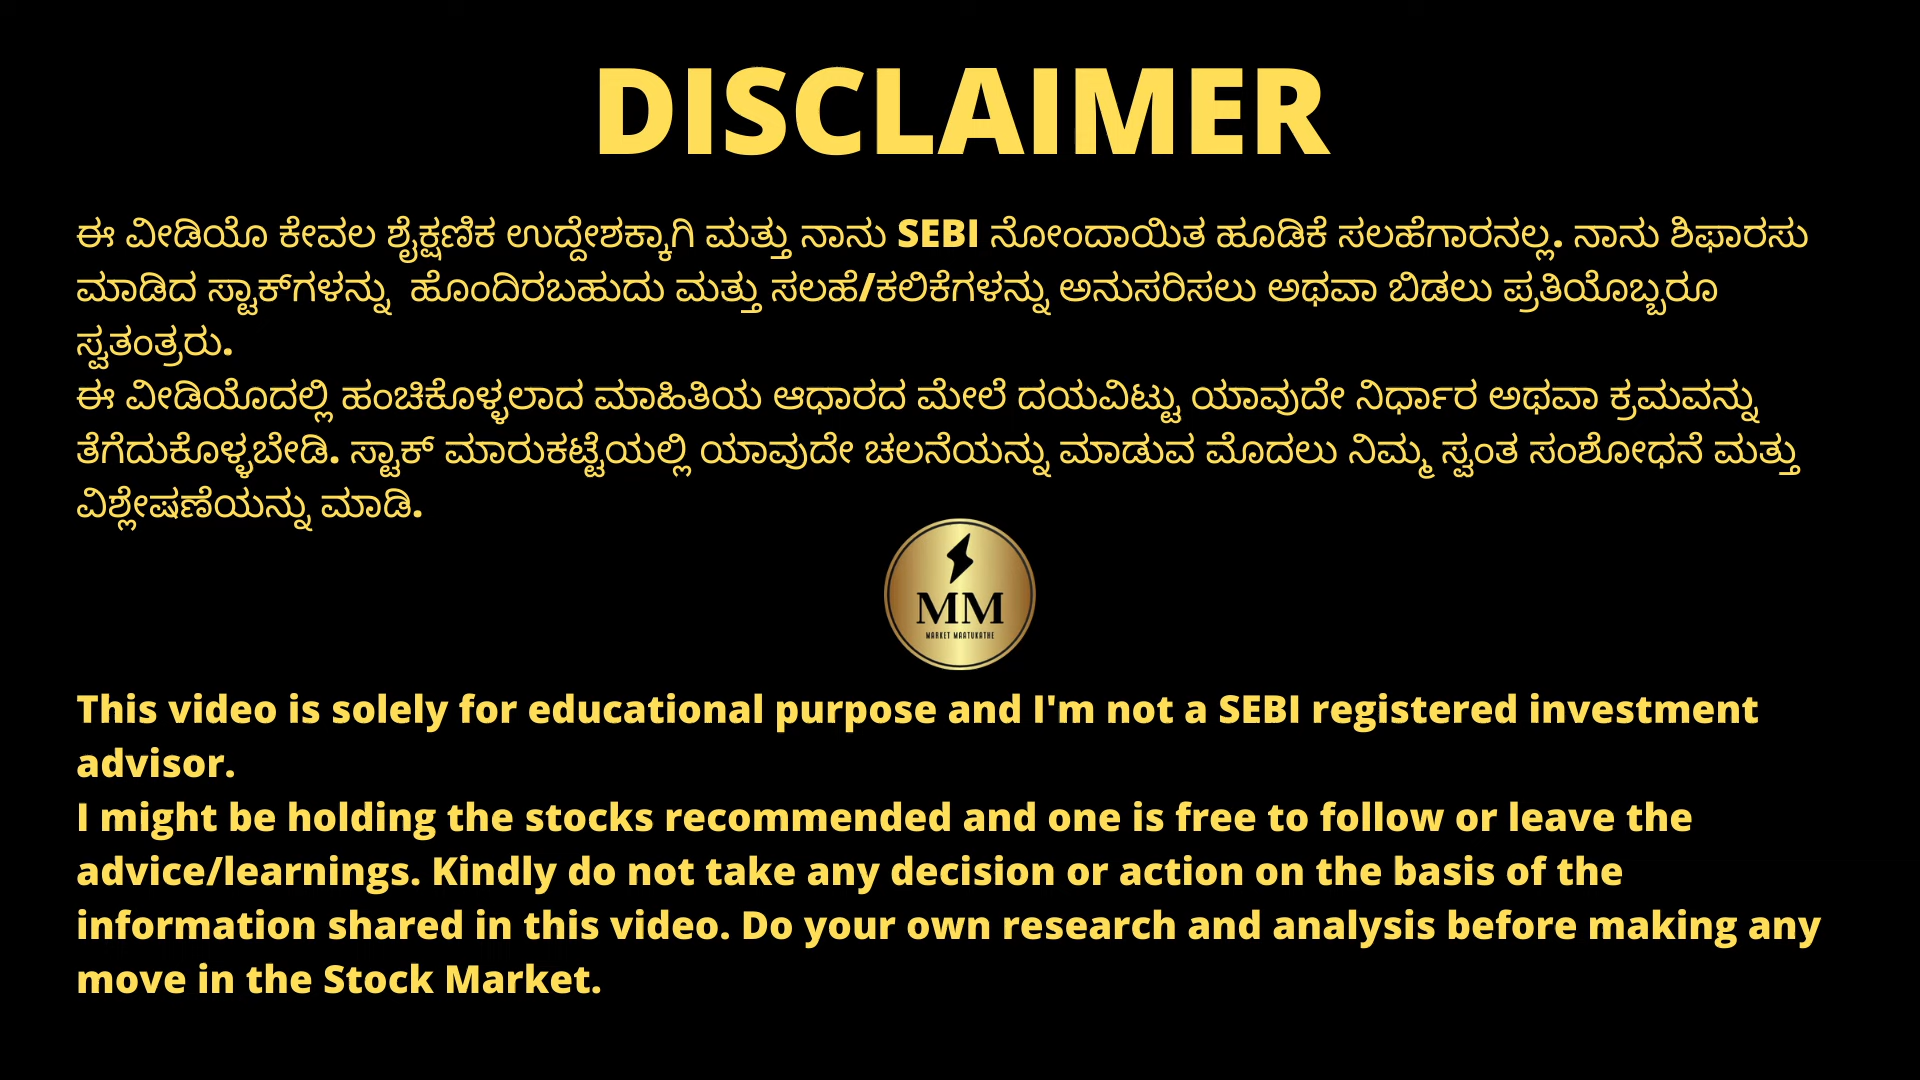 DISCLAIMER
ಈ ವೀಡಿಯೊ ಕೇವಲ ಶೈಕ್ಷಣಿಕ ಉದ್ದೇಶಕ್ಕಾಗಿ ಮತ್ತು ನಾನು SEBI ನೋಂದಾಯಿತ ಹೂಡಿಕೆ ಸಲಹೆಗಾರನಲ್ಲ. ನಾನು ಶಿಫಾರಸು
ಮಾಡಿದ ಸ್ಟಾಕ್‌ಗಳನ್ನು ಹೊಂದಿರಬಹುದು ಮತ್ತು ಸಲಹೆ/ಕಲಿಕೆಗಳನ್ನು ಅನುಸರಿಸಲು ಅಥವಾ ಬಿಡಲು ಪ್ರತಿಯೊಬ್ಬರೂ
ಸ್ವತಂತ್ರರು.
ಈ ವೀಡಿಯೊದಲ್ಲಿ ಹಂಚಿಕೊಳ್ಳಲಾದ ಮಾಹಿತಿಯ ಆಧಾರದ ಮೇಲೆ ದಯವಿಟ್ಟು ಯಾವುದೇ ನಿರ್ಧಾರ ಅಥವಾ ಕ್ರಮವನ್ನು
ತೆಗೆದುಕೊಳ್ಳಬೇಡಿ. ಸ್ಟಾಕ್ ಮಾರುಕಟ್ಟೆಯಲ್ಲಿ ಯಾವುದೇ ಚಲನೆಯನ್ನು ಮಾಡುವ ಮೊದಲು ನಿಮ್ಮ ಸ್ವಂತ ಸಂಶೋಧನೆ ಮತ್ತು
ವಿಶ್ಲೇಷಣೆಯನ್ನು ಮಾಡಿ.
MM
MARKET MAATUKATHE
This video is solely for educational purpose and I'm not a SEBI registered investment
advisor.
I might be holding the stocks recommended and one is free to follow or leave the
advice/learnings. Kindly do not take any decision or action on the basis of the
information shared in this video. Do your own research and analysis before making any
move in the Stock Market.